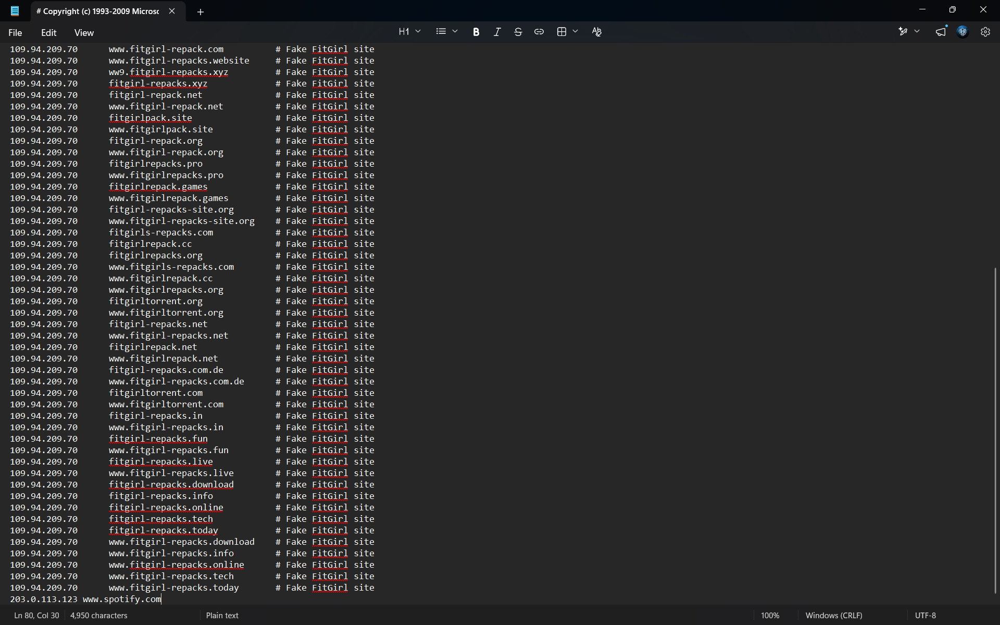 # Copyright (c) 1993-2009 Microsc
File Edit View H1 B I S
109.94.209.70 www.fitgirl-repack.com # Fake FitGirl site
109.94.209.70 www.fitgirl-repacks.website # Fake FitGirl site
109.94.209.70 ww9.fitgirl-repacks.xyz # Fake FitGirl site
109.94.209.70 fitgirl-repacks.xyz # Fake FitGirl site
109.94.209.70 fitgirl-repack.net # Fake FitGirl site
109.94.209.70 www.fitgirl-repack.net # Fake FitGirl site
109.94.209.70 fitgirlpack.site # Fake FitGirl site
109.94.209.70 www.fitgirlpack.site # Fake FitGirl site
109.94.209.70 fitgirl-repack.org # Fake FitGirl site
109.94.209.70 www.fitgirl-repack.org # Fake FitGirl site
109.94.209.70 fitgirlrepacks.pro # Fake FitGirl site
109.94.209.70 www.fitgirlrepacks.pro # Fake FitGirl site
109.94.209.70 fitgirlrepack.games # Fake FitGirl site
109.94.209.70 www.fitgirlrepack.games # Fake FitGirl site
109.94.209.70 fitgirl-repacks-site.org # Fake FitGirl site
109.94.209.70 www.fitgirl-repacks-site.org # Fake FitGirl site
109.94.209.70 fitgirls-repacks.com # Fake FitGirl site
109.94.209.70 fitgirlrepack.cc # Fake FitGirl site
109.94.209.70 fitgirlrepacks.org # Fake FitGirl site
109.94.209.70 www.fitgirls-repacks.com # Fake FitGirl site
109.94.209.70 www.fitgirlrepack.cc # Fake FitGirl site
109.94.209.70 www.fitgirlrepacks.org # Fake FitGirl site
109.94.209.70 fitgirltorrent.org # Fake FitGirl site
109.94.209.70 www.fitgirltorrent.org # Fake FitGirl site
109.94.209.70 fitgirl-repacks.net # Fake FitGirl site
109.94.209.70 www.fitgirl-repacks.net # Fake FitGirl site
109.94.209.70 fitgirlrepack.net # Fake FitGirl site
109.94.209.70 www.fitgirlrepack.net # Fake FitGirl site
109.94.209.70 fitgirl-repacks.com.de # Fake FitGirl site
109.94.209.70 www.fitgirl-repacks.com.de # Fake FitGirl site
109.94.209.70 fitgirltorrent.com # Fake FitGirl site
109.94.209.70 www.fitgirltorrent.com # Fake FitGirl site
109.94.209.70 fitgirl-repacks.in # Fake FitGirl site
109.94.209.70 www.fitgirl-repacks.in # Fake FitGirl site
109.94.209.70 fitgirl-repacks.fun # Fake FitGirl site
109.94.209.70 www.fitgirl-repacks.fun # Fake FitGirl site
109.94.209.70 fitgirl-repacks.live # Fake FitGirl site
109.94.209.70 www.fitgirl-repacks.live # Fake FitGirl site
109.94.209.70 fitgirl-repacks.download # Fake FitGirl site
109.94.209.70 fitgirl-repacks.info # Fake FitGirl site
109.94.209.70 fitgirl-repacks.online # Fake FitGirl site
109.94.209.70 fitgirl-repacks.tech # Fake FitGirl site
109.94.209.70 fitgirl-repacks.today # Fake FitGirl site
109.94.209.70 www.fitgirl-repacks.download # Fake FitGirl site
109.94.209.70 www.fitgirl-repacks.info # Fake FitGirl site
109.94.209.70 www.fitgirl-repacks.online # Fake FitGirl site
109.94.209.70 www.fitgirl-repacks.tech # Fake FitGirl site
109.94.209.70 www.fitgirl-repacks.today # Fake FitGirl site
203.0.113.123 www.spotify.com
Ln 80, Col 30 4,950 characters Plain text 100% Windows (CRLF) UTF-8